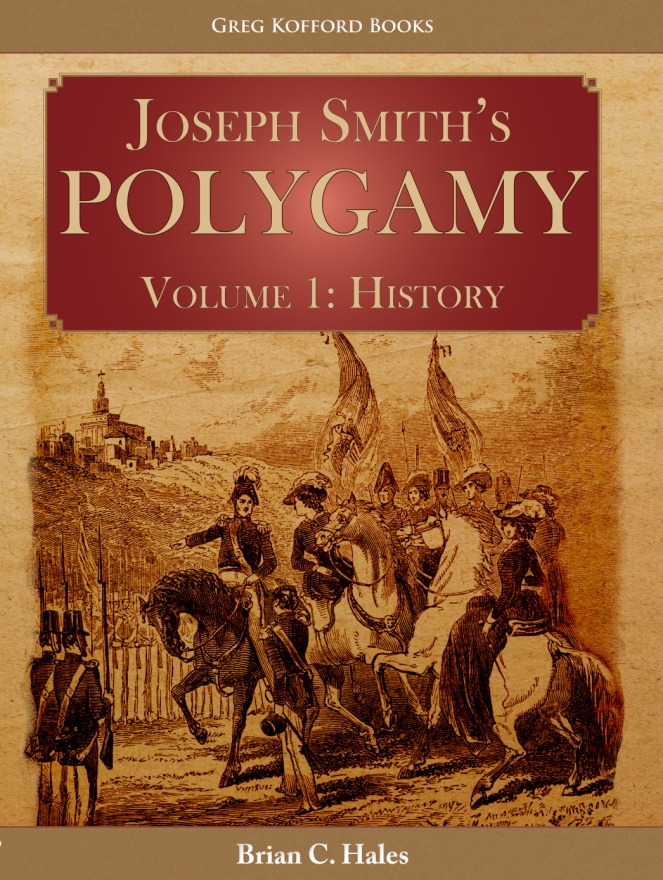 Greg Kofford Books
Joseph Smith's
POLYGAMY
Volume 1: History
Brian C. Hales